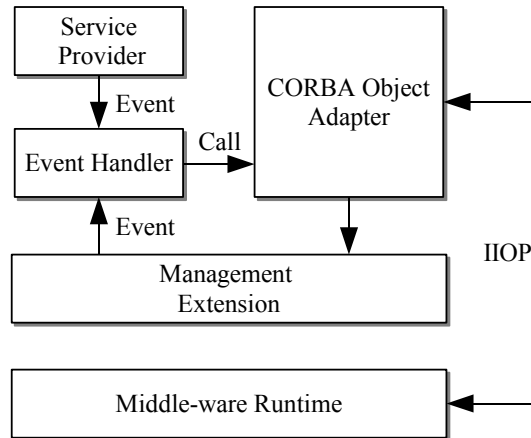 Service
Provider
CORBA Object
Adapter
Event
Call
Event Handler
Event
IIOP
Management
Extension
Middle-ware Runtime